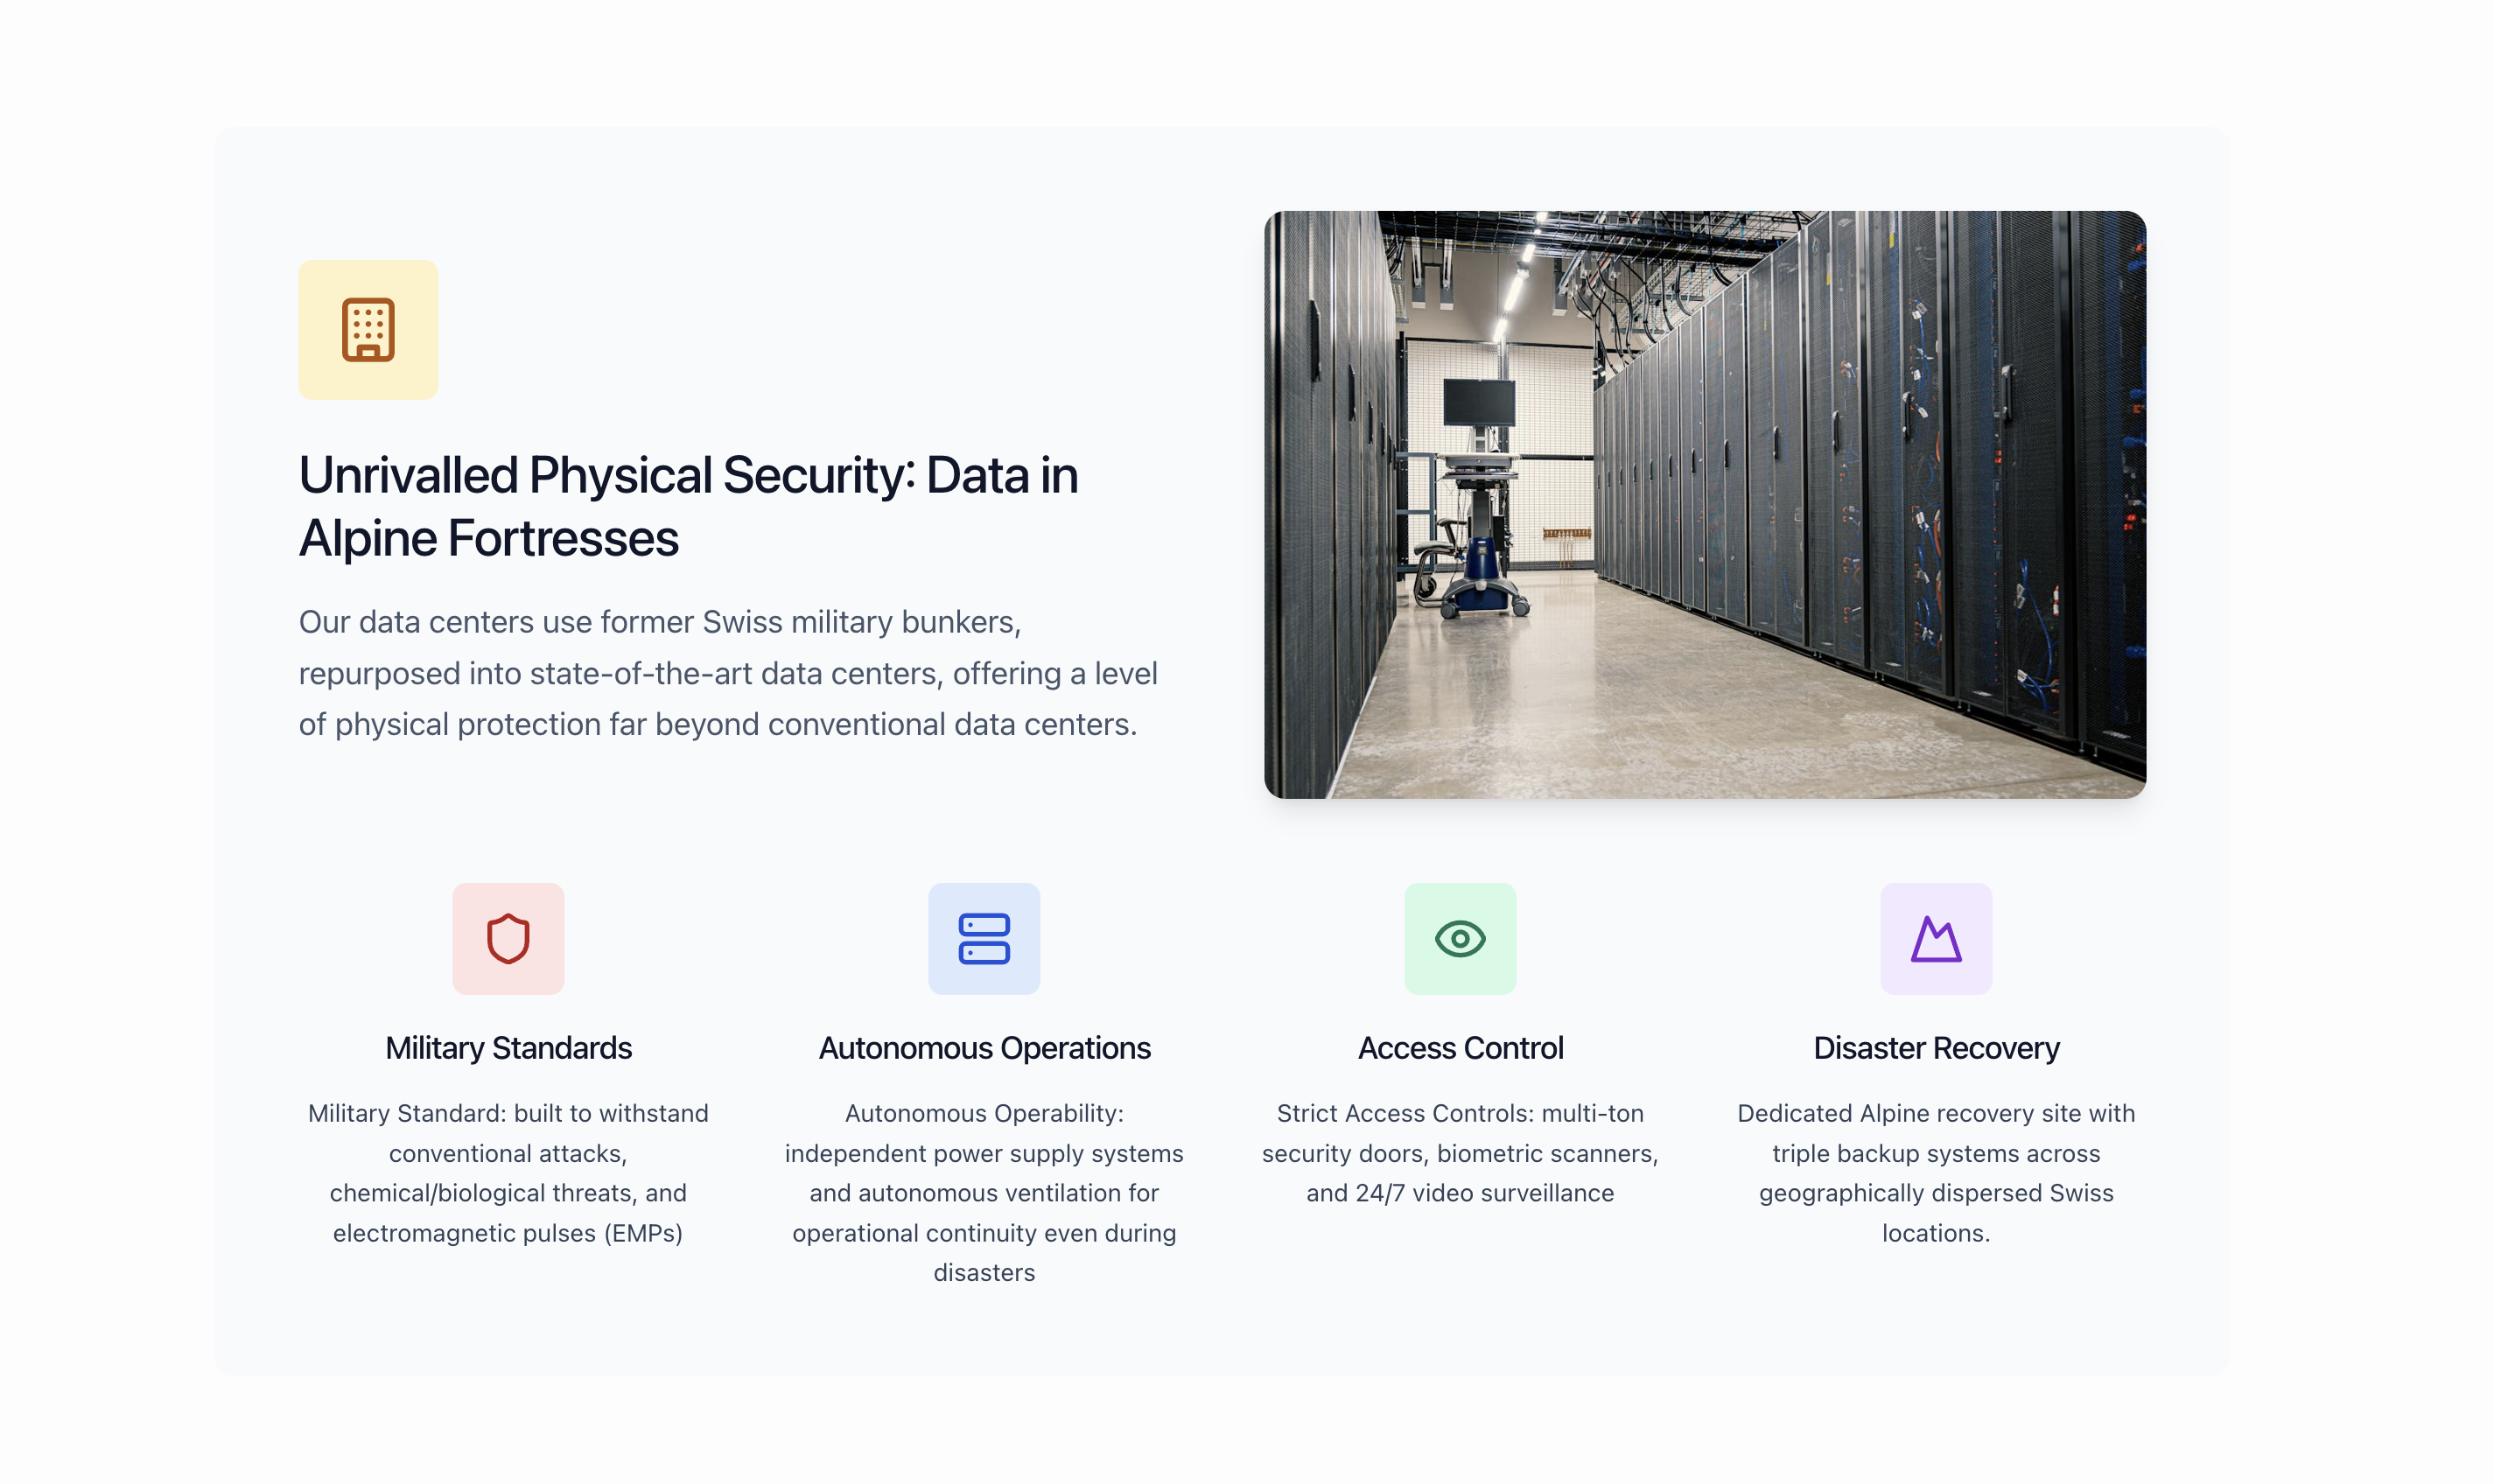 Unrivalled Physical Security: Data in
Alpine Fortresses
Our data centers use former Swiss military bunkers,
repurposed into state-of-the-art data centers, offering a level
of physical protection far beyond conventional data centers.
Military Standards
Military Standard: built to withstand
conventional attacks,
chemical/biological threats, and
electromagnetic pulses (EMPs)
Autonomous Operations
Autonomous Operability:
independent power supply systems
and autonomous ventilation for
operational continuity even during
disasters
Access Control
Strict Access Controls: multi-ton
security doors, biometric scanners,
and 24/7 video surveillance
Disaster Recovery
Dedicated Alpine recovery site with
triple backup systems across
geographically dispersed Swiss
locations.